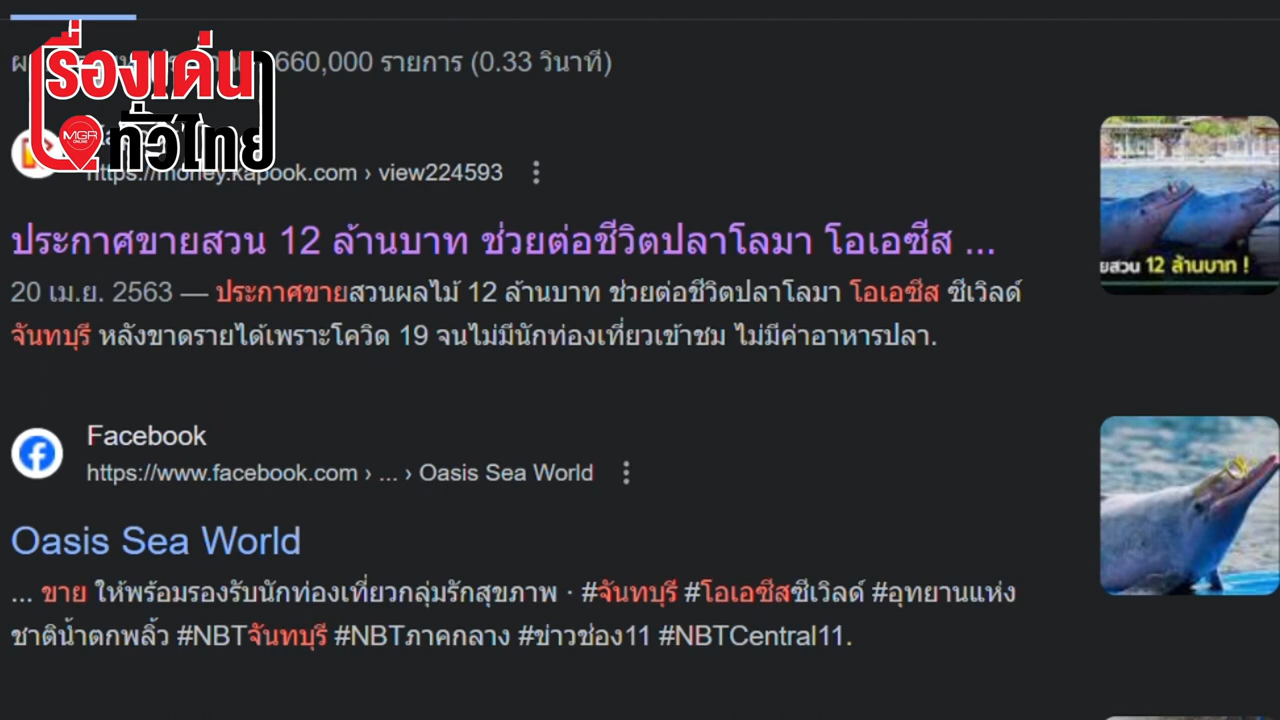 660,000 รายการ (0.33 วินาที)
เรื่องเด่น
ทั่วไทย
MGR
ONLINE
https://money.kapook.com › view224593
ประกาศขายสวน 12 ล้านบาท ช่วยต่อชีวิตปลาโลมา โอเอซีส ...
20 เม.ย. 2563 — ประกาศขายสวนผลไม้ 12 ล้านบาท ช่วยต่อชีวิตปลาโลมา โอเอซีส ซีเวิลด์
จันทบุรี หลังขาดรายได้เพราะโควิด 19 จนไม่มีนักท่องเที่ยวเข้าชม ไม่มีค่าอาหารปลา.
ยสวน 12 ล้านบาท !
Facebook
https://www.facebook.com › ... › Oasis Sea World
Oasis Sea World
... ขาย ให้พร้อมรองรับนักท่องเที่ยวกลุ่มรักสุขภาพ · #จันทบุรี #โอเอซีสซีเวิลด์ #อุทยานแห่ง
ชาติน้ำตกพลิ้ว #NBTจันทบุรี #NBTภาคกลาง #ข่าวช่อง11 #NBTCentral11.